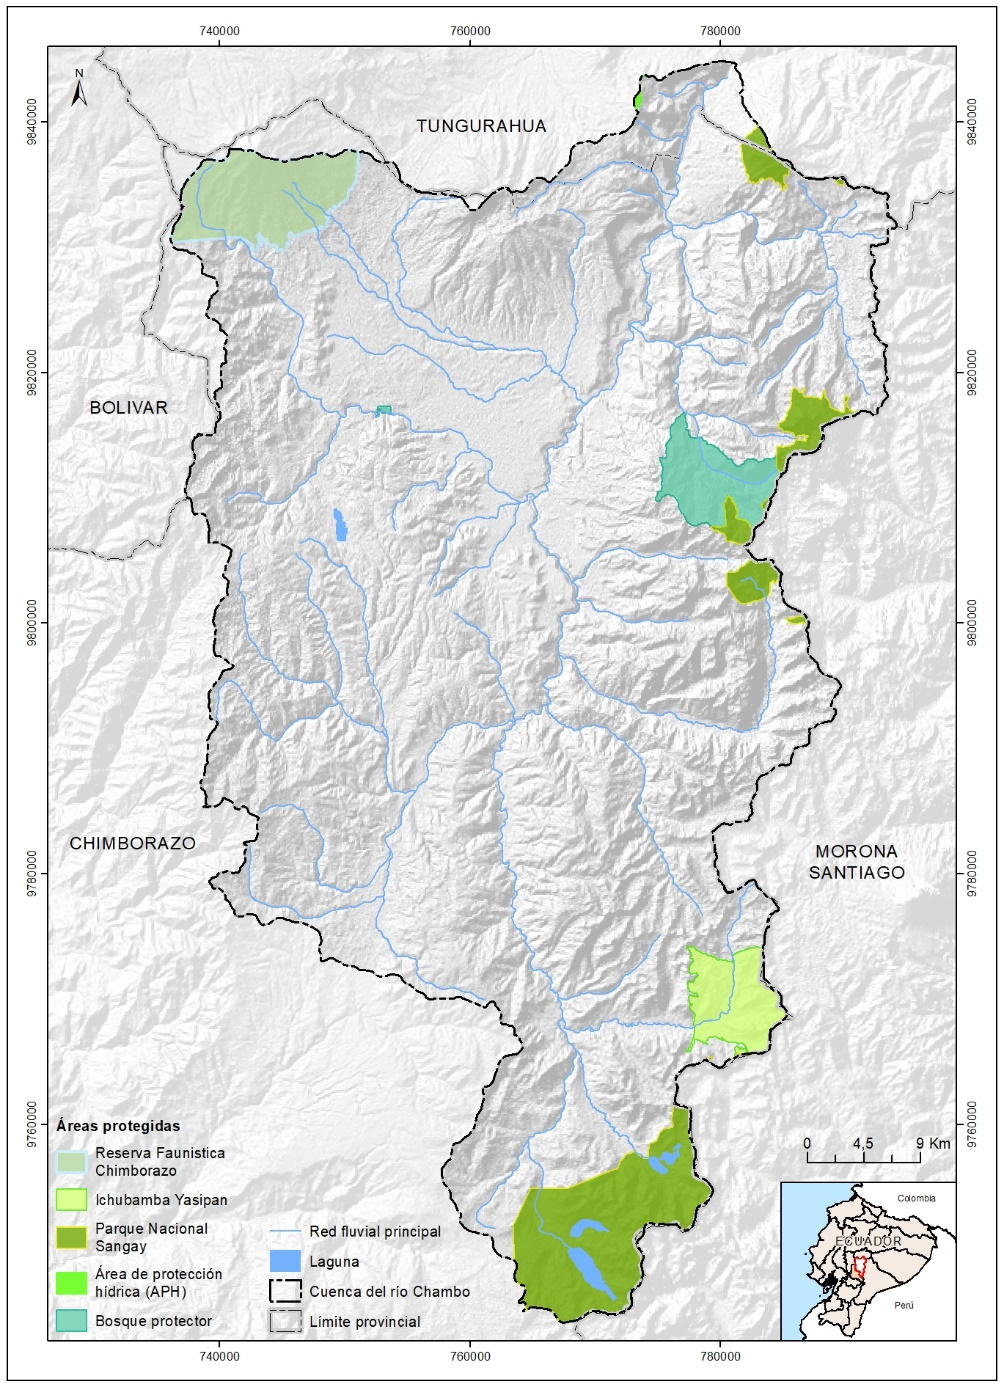 740000
760000
780000
N
9840000
9840000
TUNGURAHUA
9820000
9820000
BOLIVAR
9800000
9800000
CHIMBORAZO
MORONA
SANTIAGO
9780000
9780000
9760000
9760000
Áreas protegidas
Reserva Faunistica
Chimborazo
Ichubamba Yasipan
Parque Nacional
Sangay
Área de protección
hídrica (APH)
Bosque protector
Red fluvial principal
Laguna
Cuenca del río Chambo
Límite provincial
0 4,5 9 Km
Colombia
ECUADOR
Perú
740000
760000
780000